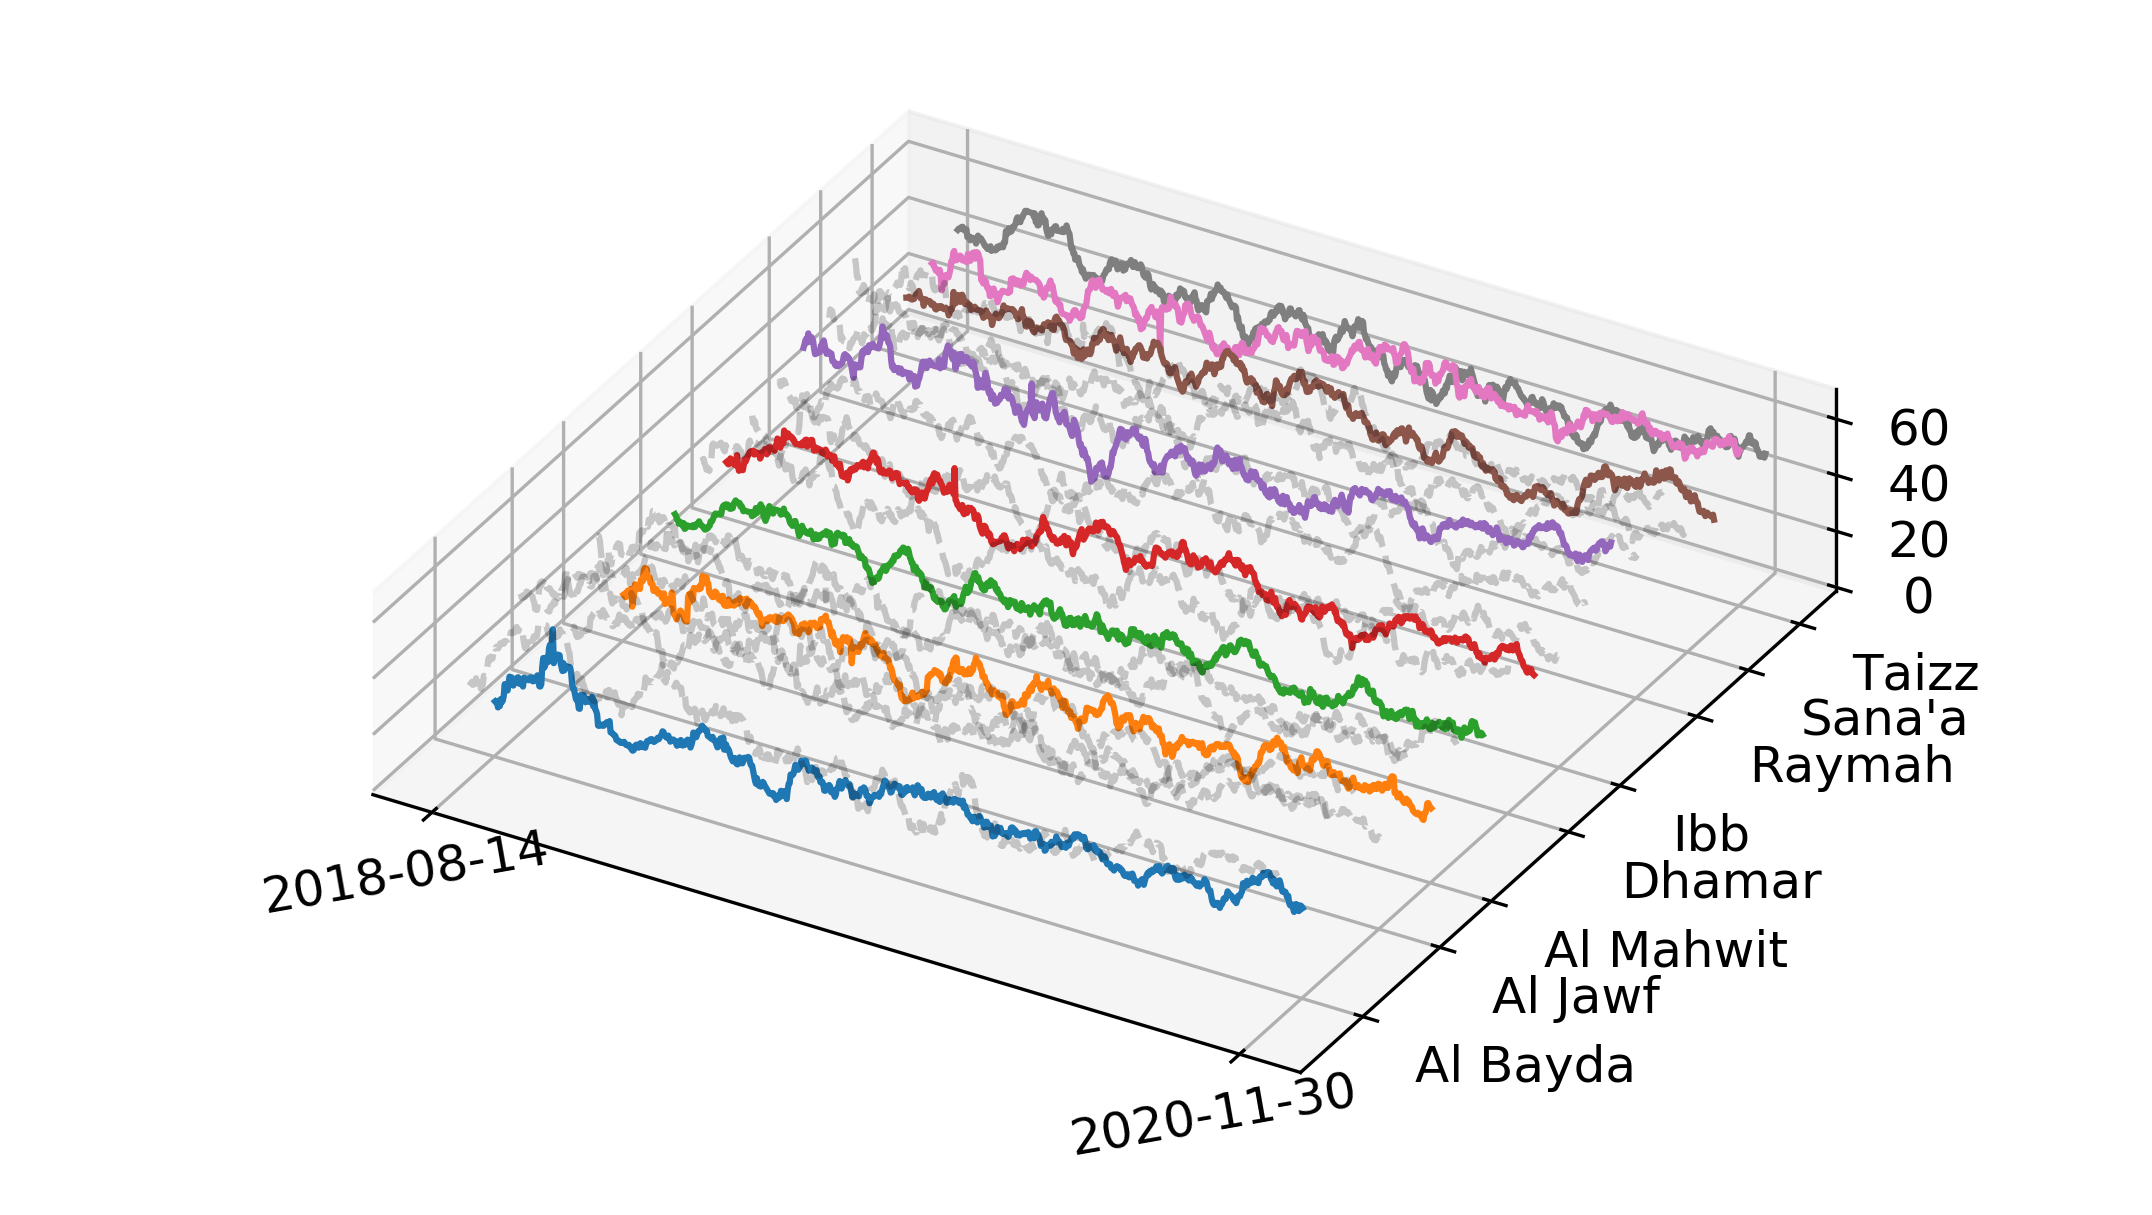 60
40
20
0
Taizz
Sana'a
Raymah
Ibb
Dhamar
Al Mahwit
Al Jawf
Al Bayda
2018-08-14
2020-11-30